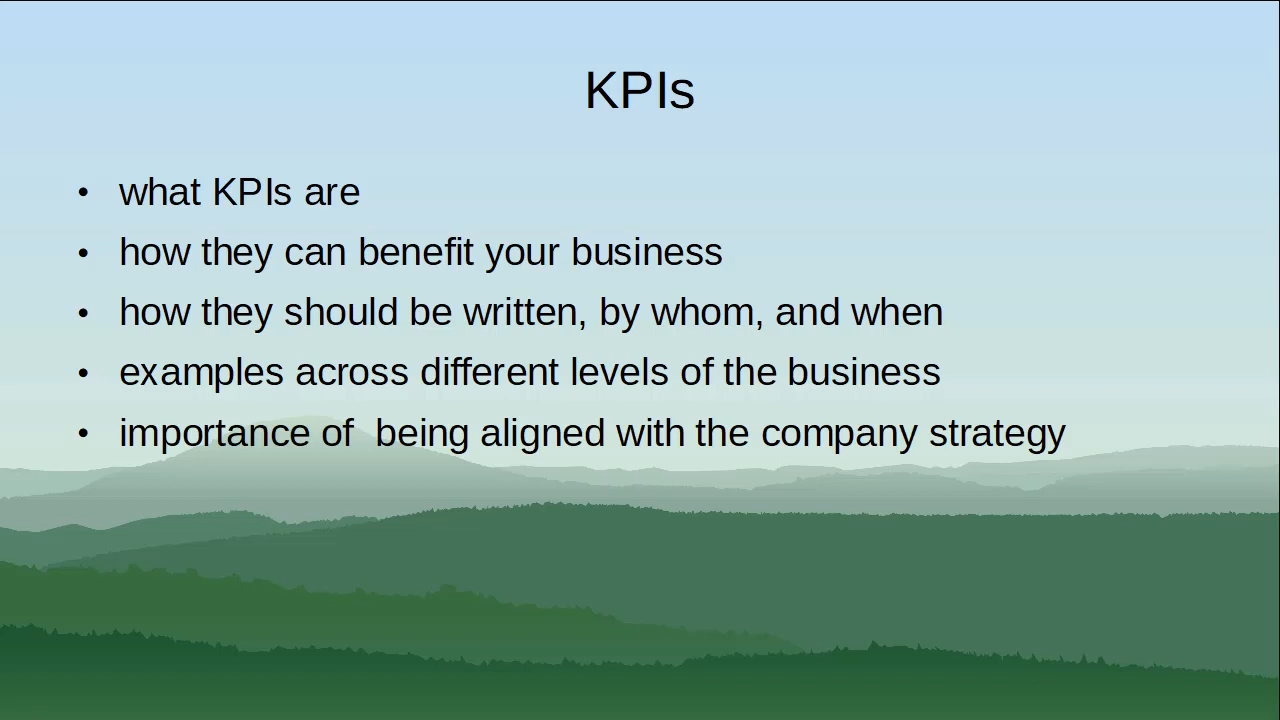 KPIs
• what KPIs are
• how they can benefit your business
• how they should be written, by whom, and when
• examples across different levels of the business
• importance of  being aligned with the company strategy